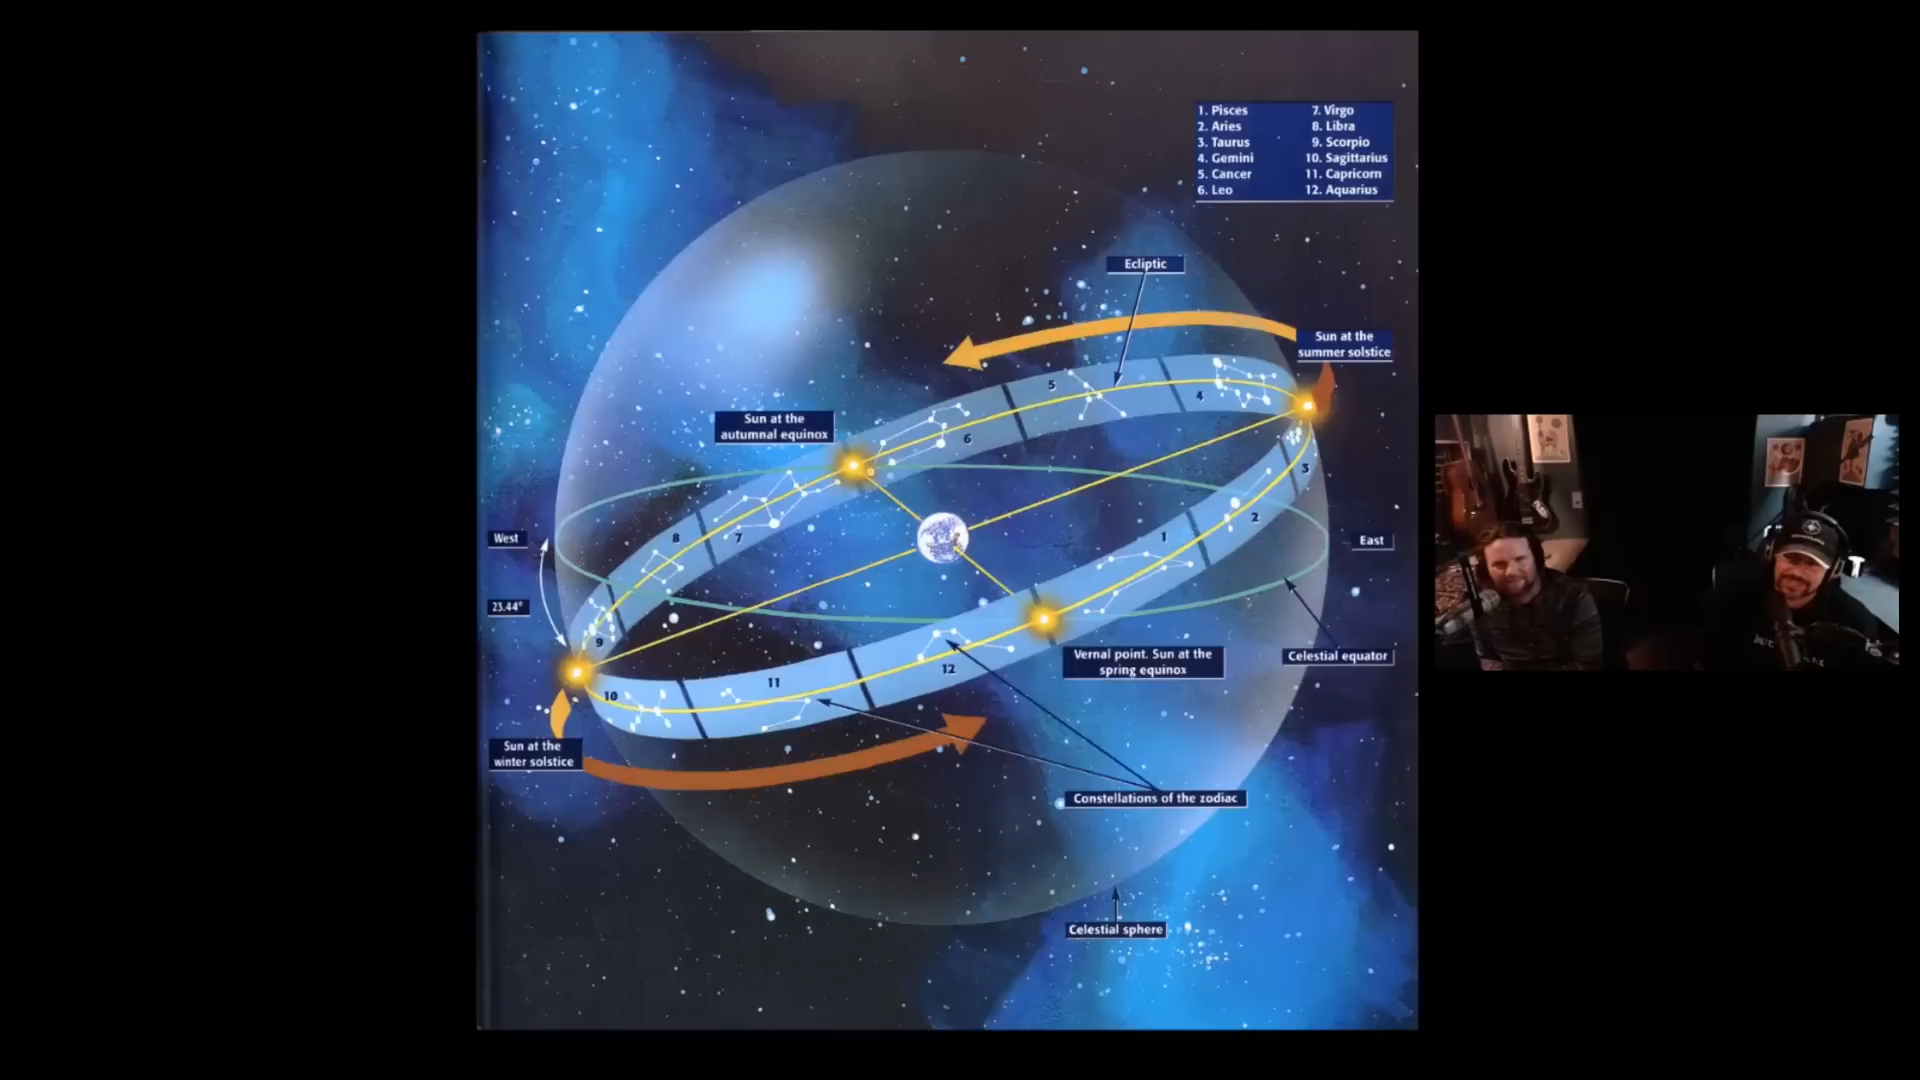 1. Pisces
2. Aries
3. Taurus
4. Gemini
5. Cancer
6. Leo
7. Virgo
8. Libra
9. Scorpio
10. Sagittarius
11. Capricorn
12. Aquarius
Ecliptic
Sun at the
summer solstice
Sun at the
autumnal equinox
5
4
6
3
2
8
7
1
West
East
23.44°
9
Vernal point. Sun at the
spring equinox
Celestial equator
12
11
10
Sun at the
winter solstice
Constellations of the zodiac
Celestial sphere